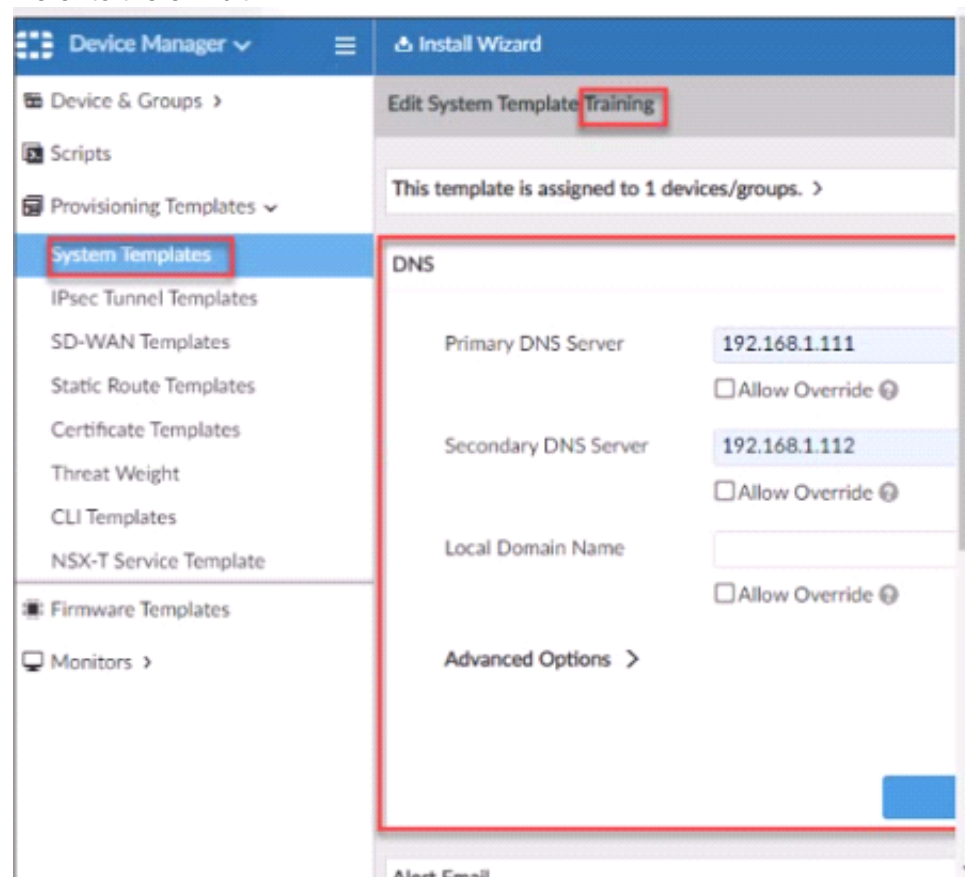 Device Manager
Install Wizard
Device & Groups >
Edit System Template Training
Scripts
This template is assigned to 1 devices/groups. >
Provisioning Templates
System Templates
DNS
IPsec Tunnel Templates
SD-WAN Templates
Primary DNS Server 192.168.1.111
Static Route Templates
Allow Override
Certificate Templates
Secondary DNS Server 192.168.1.112
Threat Weight
Allow Override
CLI Templates
Local Domain Name
NSX-T Service Template
Allow Override
Firmware Templates
Monitors >
Advanced Options >
Alert Email